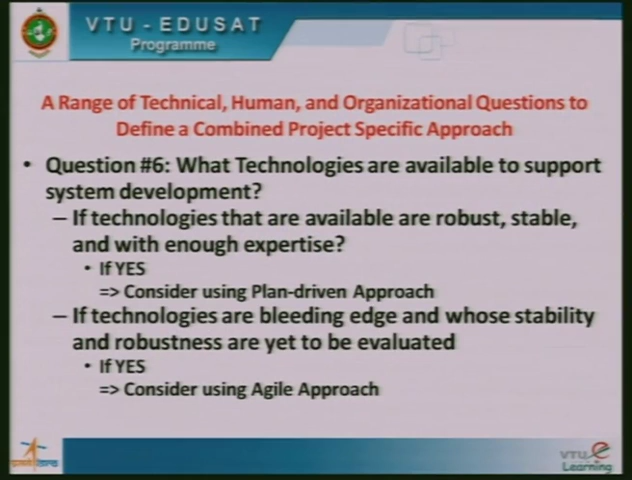 VTU - EDUSAT
Programme
A Range of Technical, Human, and Organizational Questions to
Define a Combined Project Specific Approach
• Question #6: What Technologies are available to support
system development?
– If technologies that are available are robust, stable,
and with enough expertise?
• If YES
=> Consider using Plan-driven Approach
– If technologies are bleeding edge and whose stability
and robustness are yet to be evaluated
• If YES
=> Consider using Agile Approach
VTU e
Learning